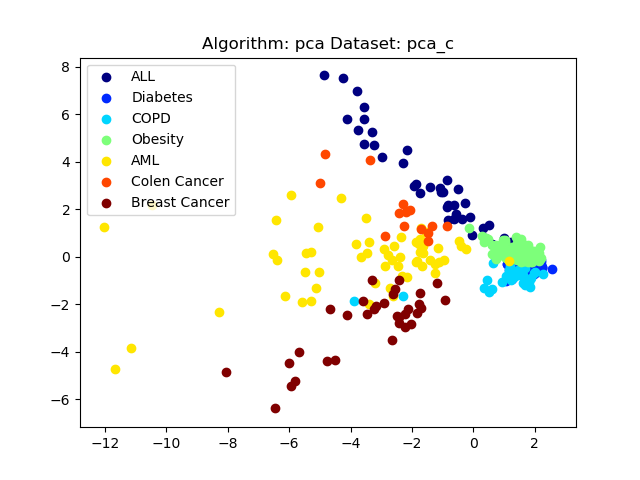 Algorithm: pca Dataset: pca_c
8
6
4
2
0
−2
−4
−6
ALL
Diabetes
COPD
Obesity
AML
Colen Cancer
Breast Cancer
−12 −10 −8 −6 −4 −2 0 2